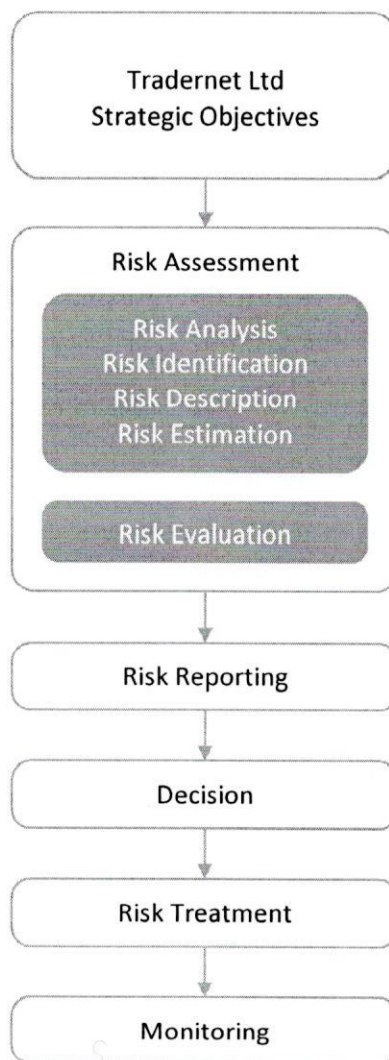 Tradernet Ltd
Strategic Objectives
Risk Assessment
Risk Analysis
Risk Identification
Risk Description
Risk Estimation
Risk Evaluation
Risk Reporting
Decision
Risk Treatment
Monitoring